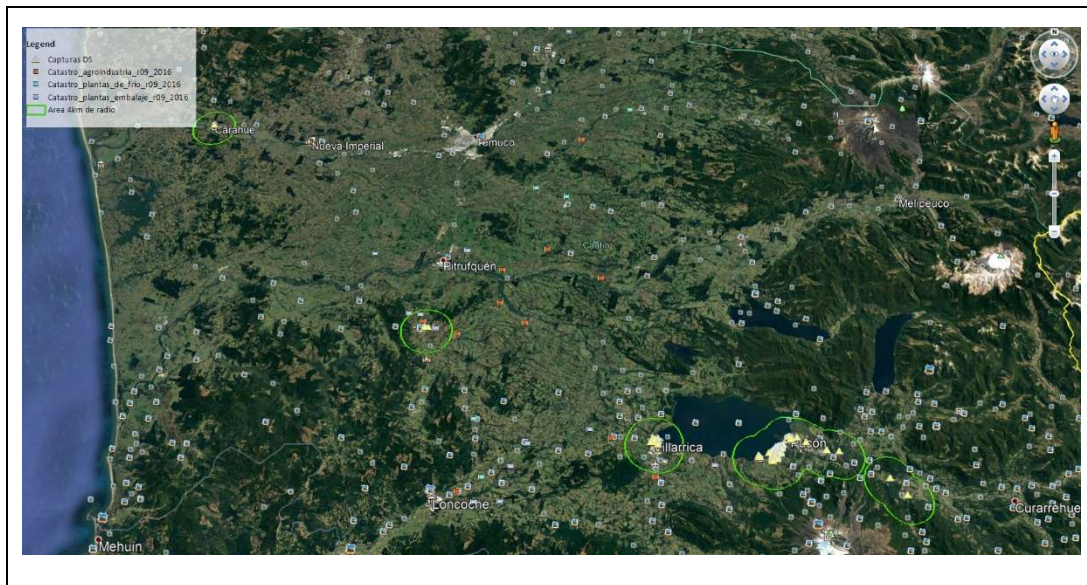 Legend
Capturas DS
Catastro_agroindustria_r09_2016
Catastro_plantas_de_frio_r09_2016
Catastro_plantas_embalaje_r09_2016
Area 4km de radio
N
Carahue
Nueva Imperial
Temuco
Melipeuco
Cautín
Pitrufquén
Villarrica
Pucón
Loncoche
Curarrehue
Mehuin